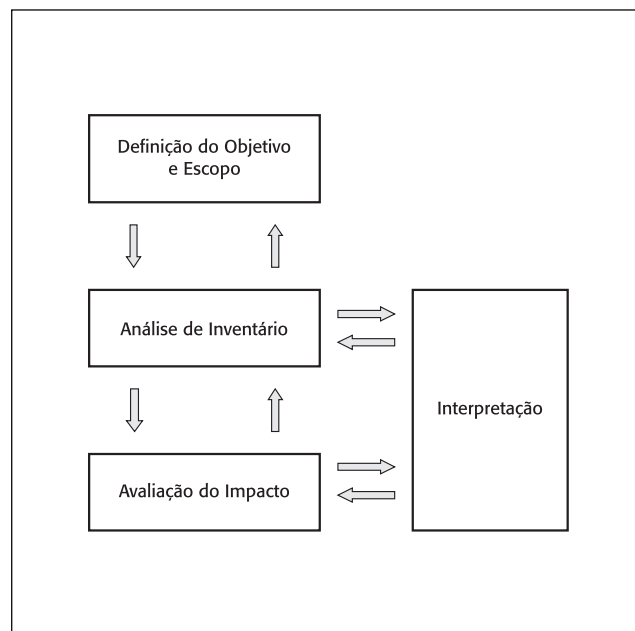 Definição do Objetivo
e Escopo
Análise de Inventário
Interpretação
Avaliação do Impacto